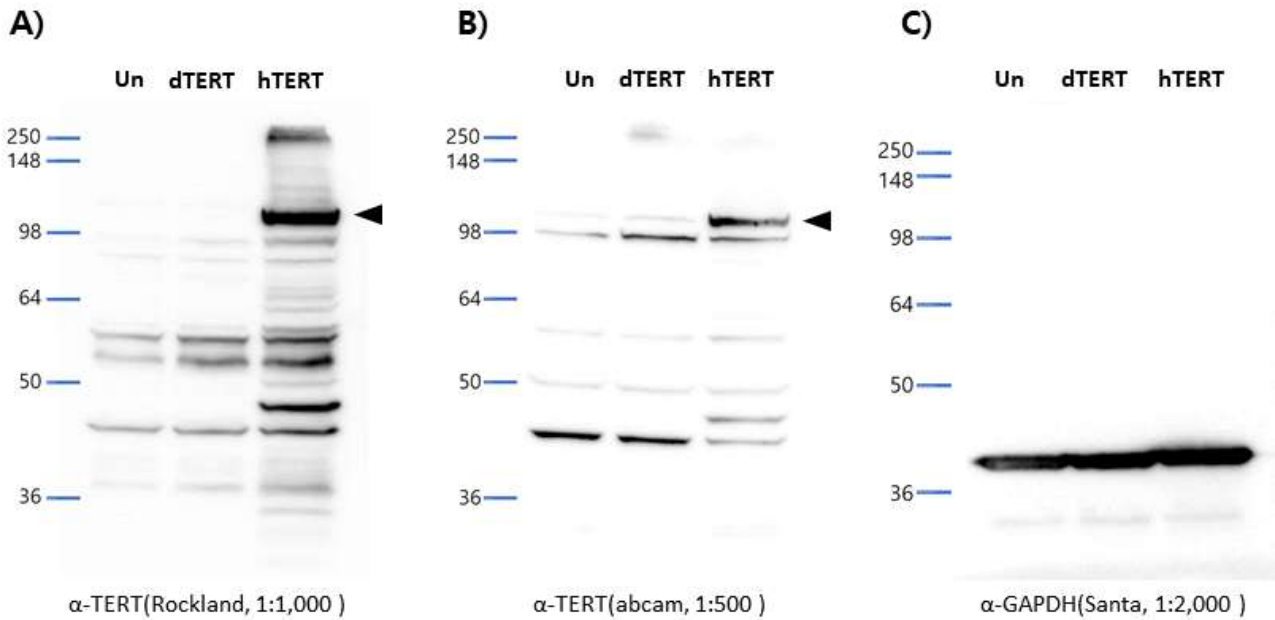 A)
Un dTERT hTERT
250
148
98
64
50
36
α-TERT(Rockland, 1:1,000 )
B)
Un dTERT hTERT
250
148
98
64
50
36
α-TERT(abcam, 1:500 )
C)
Un dTERT hTERT
250
148
98
64
50
36
α-GAPDH(Santa, 1:2,000 )